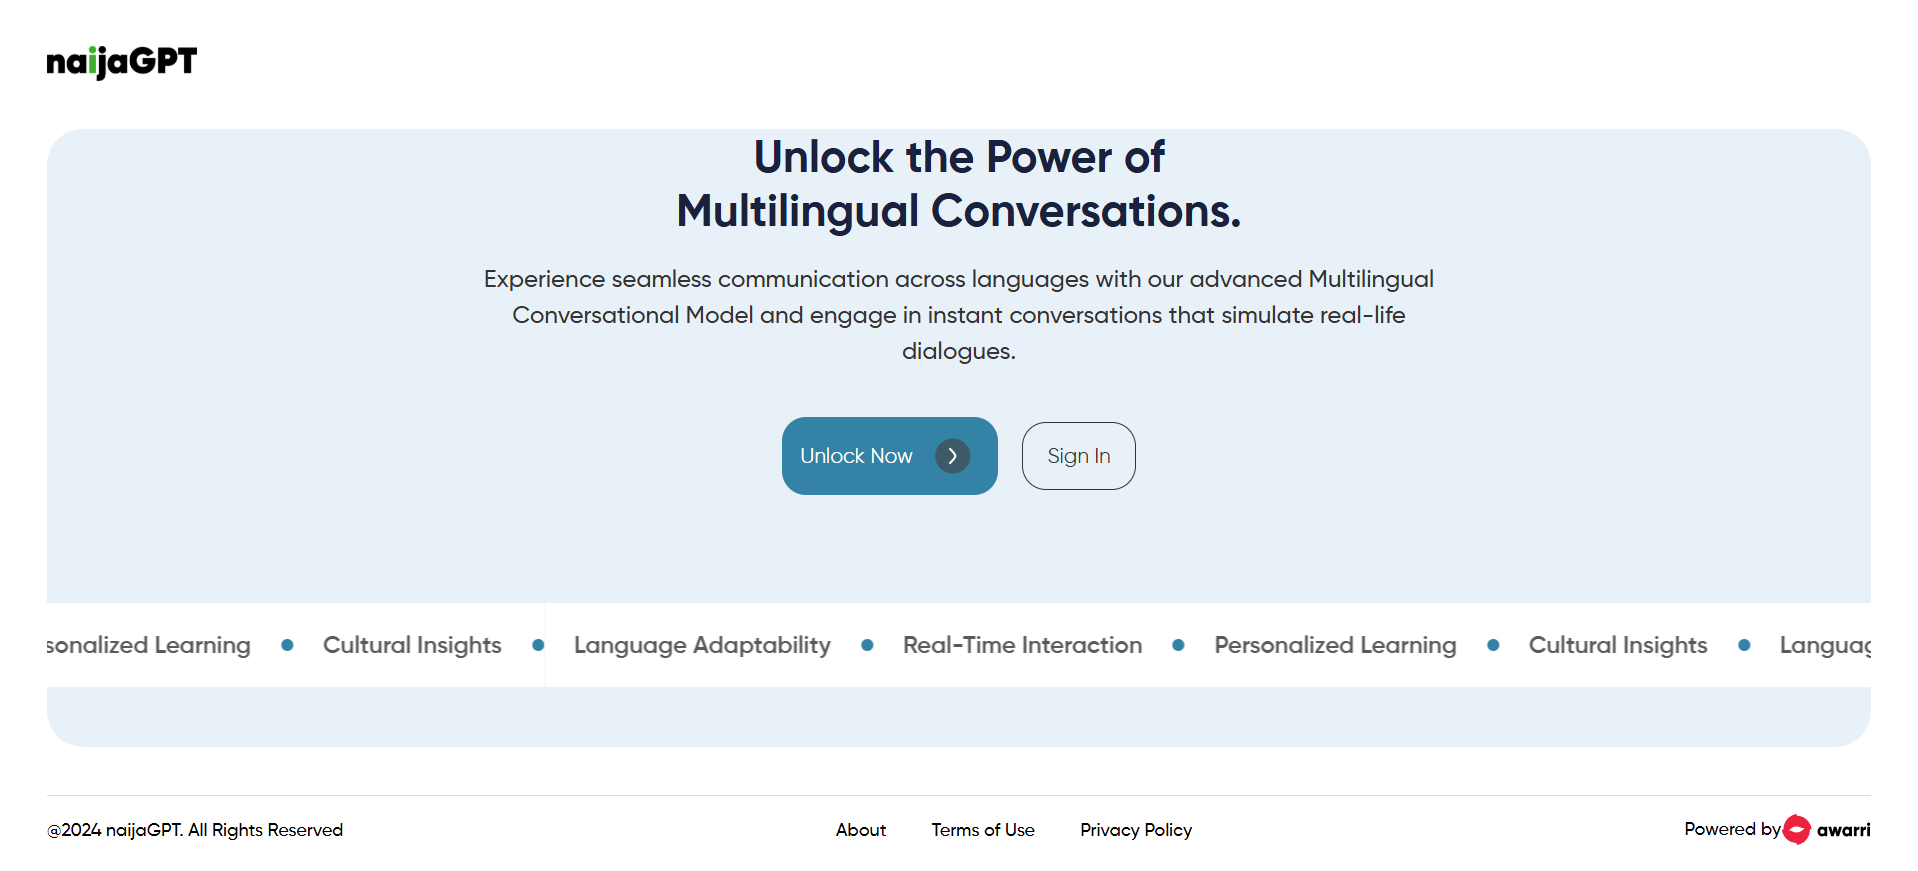 naijaGPT
Unlock the Power of
Multilingual Conversations.
Experience seamless communication across languages with our advanced Multilingual
Conversational Model and engage in instant conversations that simulate real-life
dialogues.
Unlock Now
Sign In
sonalized Learning • Cultural Insights • Language Adaptability • Real-Time Interaction • Personalized Learning • Cultural Insights • Languag
@2024 naijaGPT. All Rights Reserved
About
Terms of Use
Privacy Policy
Powered by awarri